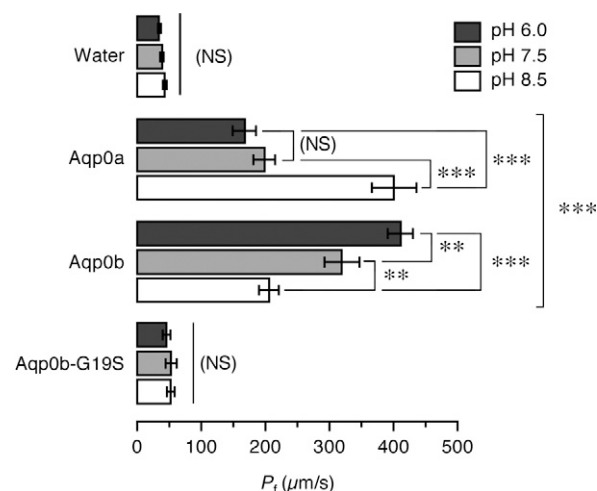 pH 6.0
pH 7.5
pH 8.5
Water
(NS)
Aqp0a
(NS)
***
***
***
Aqp0b
**
**
***
Aqp0b-G19S
(NS)
0 100 200 300 400 500
Pf (µm/s)